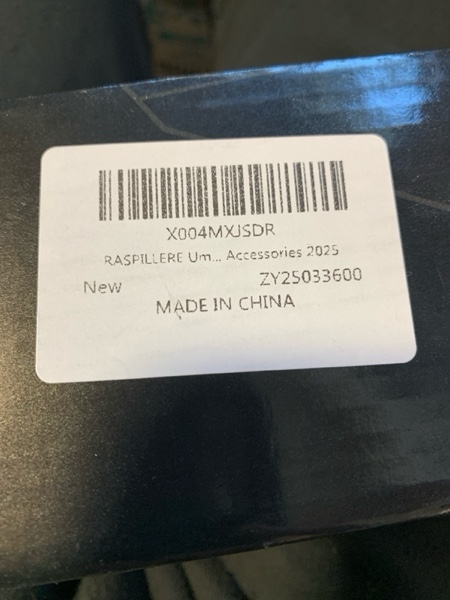 X004MXJSDR
RASPILLERE Um... Accessories 2025
New ZY25033600
MADE IN CHINA